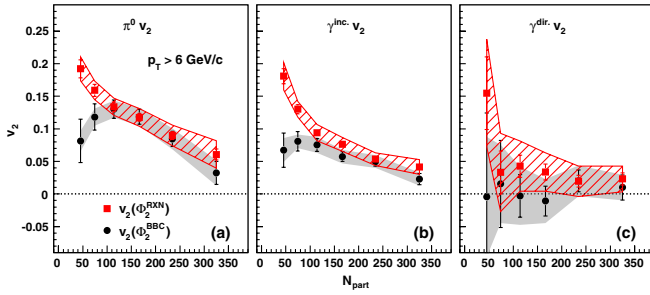 π⁰ v₂
γ^inc. v₂
γ^dir. v₂
p_T > 6 GeV/c
v₂
0.25
0.2
0.15
0.1
0.05
0
-0.05
v₂(Φ₂^RXN)
v₂(Φ₂^BBC)
(a)
(b)
(c)
0 50 100 150 200 250 300 350
0 50 100 150 200 250 300 350
0 50 100 150 200 250 300 350
N_part